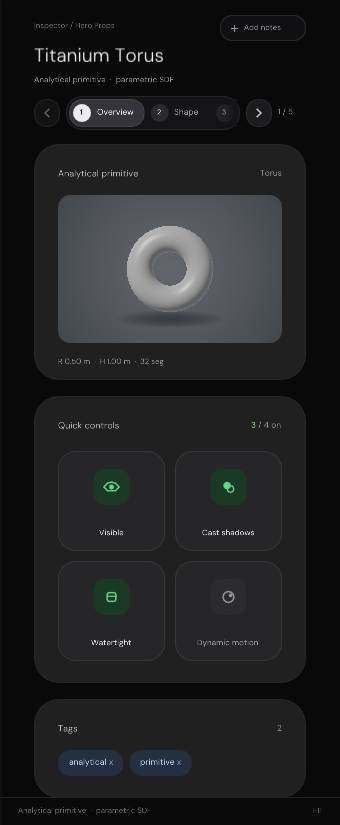 Inspector / Hero Props
+ Add notes
Titanium Torus
Analytical primitive · parametric SDF
1 Overview 2 Shape 3
1 / 5
Analytical primitive Torus
R 0.50 m · H 1.00 m · 32 seg
Quick controls 3 / 4 on
Visible Cast shadows
Watertight Dynamic motion
Tags 2
analytical x primitive x
Analytical primitive · parametric SDF F11